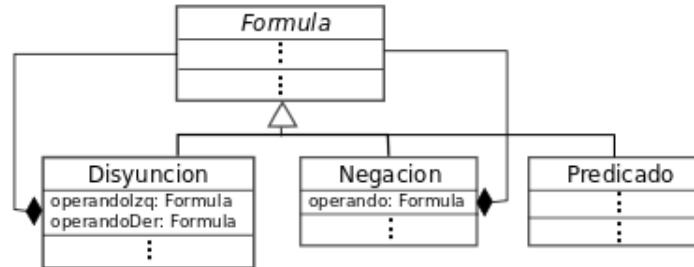 Formula
Disyuncion
operandoIzq: Formula
operandoDer: Formula
Negacion
operando: Formula
Predicado